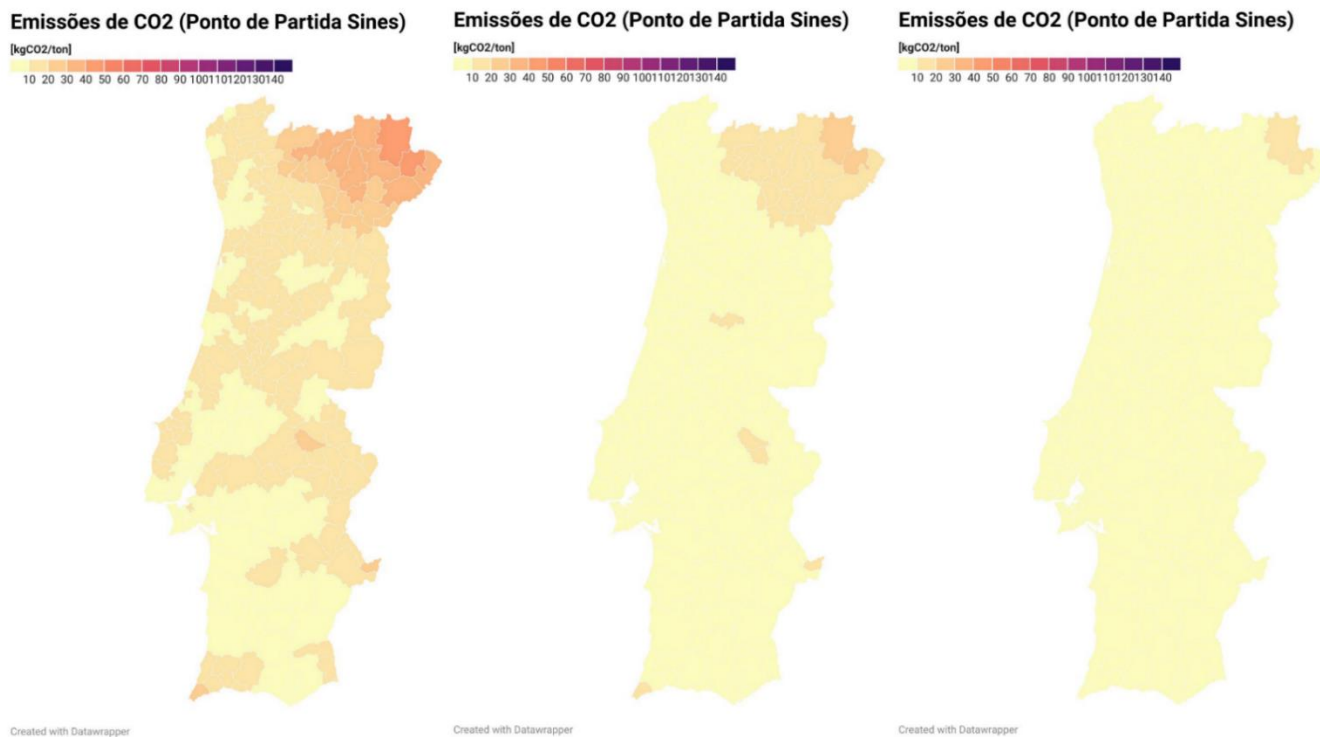 Emissões de CO2 (Ponto de Partida Sines)
[kgCO2/ton]
10 20 30 40 50 60 70 80 90 100110120130140
Created with Datawrapper
Emissões de CO2 (Ponto de Partida Sines)
[kgCO2/ton]
10 20 30 40 50 60 70 80 90 100110120130140
Created with Datawrapper
Emissões de CO2 (Ponto de Partida Sines)
[kgCO2/ton]
10 20 30 40 50 60 70 80 90 100110120130140
Created with Datawrapper